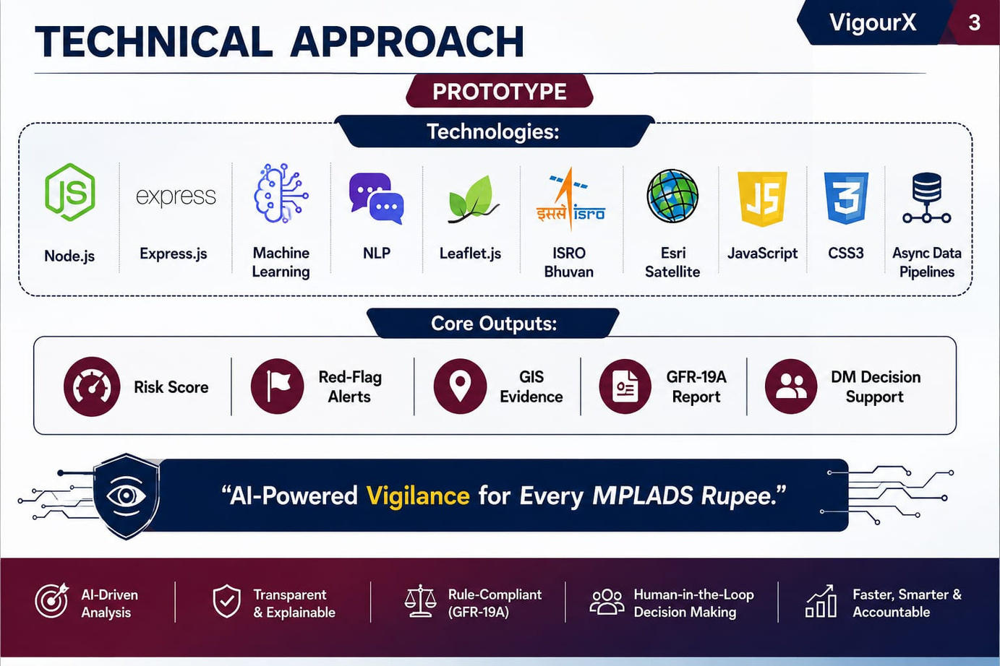 VigourX
3
TECHNICAL APPROACH
PROTOTYPE
Technologies:
JS
express
इसरो isro
JS
3
Node.js
Express.js
Machine
Learning
NLP
Leaflet.js
ISRO
Bhuvan
Esri
Satellite
JavaScript
CSS3
Async Data
Pipelines
Core Outputs:
Risk Score
Red-Flag
Alerts
GIS
Evidence
GFR-19A
Report
DM Decision
Support
“AI-Powered Vigilance for Every MPLADS Rupee.”
AI-Driven
Analysis
Transparent
& Explainable
Rule-Compliant
(GFR-19A)
Human-in-the-Loop
Decision Making
Faster, Smarter &
Accountable